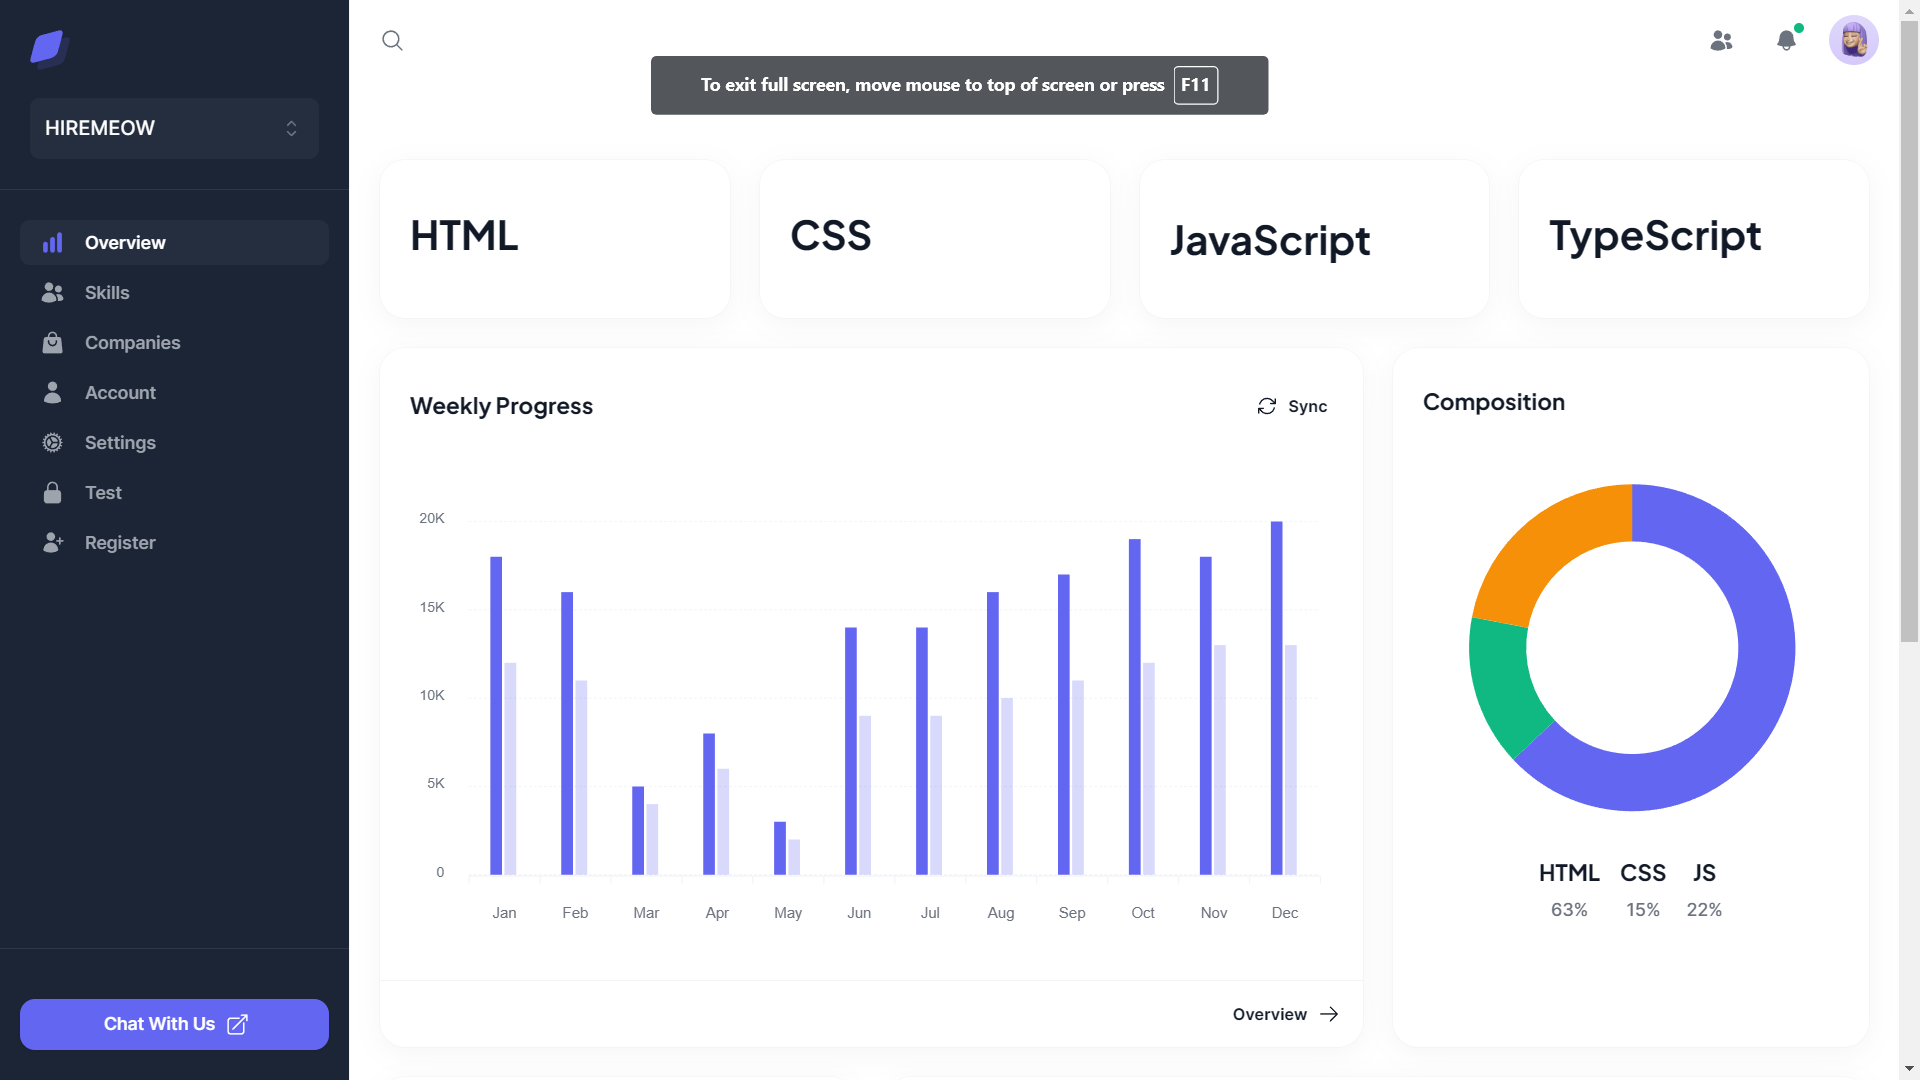 To exit full screen, move mouse to top of screen or press F11
HIREMEOW
Overview
Skills
Companies
Account
Settings
Test
Register
Chat With Us
HTML
CSS
JavaScript
TypeScript
Weekly Progress
Sync
20K
15K
10K
5K
0
Jan Feb Mar Apr May Jun Jul Aug Sep Oct Nov Dec
Overview
Composition
HTML CSS JS
63% 15% 22%